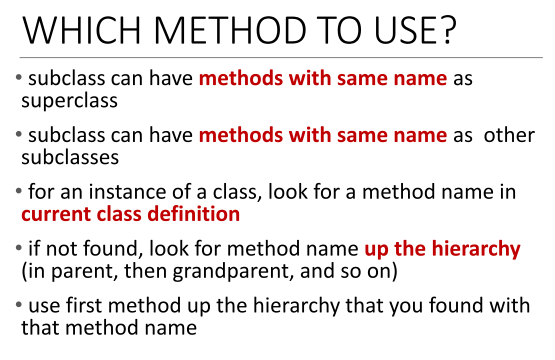 WHICH METHOD TO USE?
• subclass can have methods with same name as
superclass
• subclass can have methods with same name as other
subclasses
• for an instance of a class, look for a method name in
current class definition
• if not found, look for method name up the hierarchy
(in parent, then grandparent, and so on)
• use first method up the hierarchy that you found with
that method name